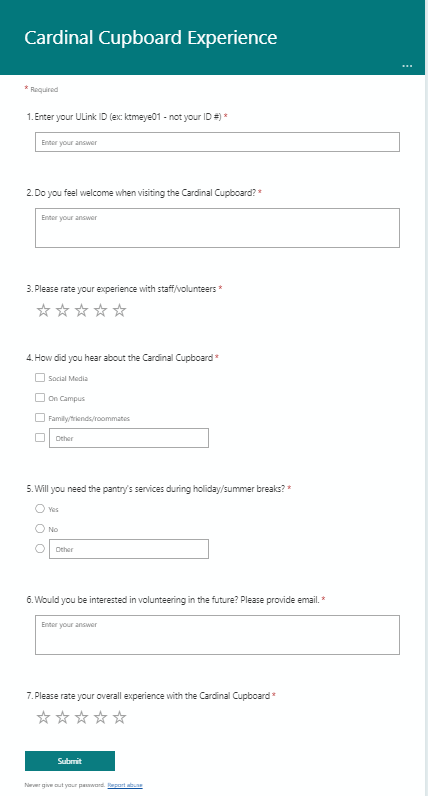 Cardinal Cupboard Experience
...
* Required
1. Enter your ULink ID (ex: ktmeye01 - not your ID #) *
Enter your answer
2. Do you feel welcome when visiting the Cardinal Cupboard? *
Enter your answer
3. Please rate your experience with staff/volunteers *
4. How did you hear about the Cardinal Cupboard *
Social Media
On Campus
Family/friends/roommates
Other
5. Will you need the pantry's services during holiday/summer breaks? *
Yes
No
Other
6. Would you be interested in volunteering in the future? Please provide email. *
Enter your answer
7. Please rate your overall experience with the Cardinal Cupboard *
Submit
Never give out your password. Report abuse